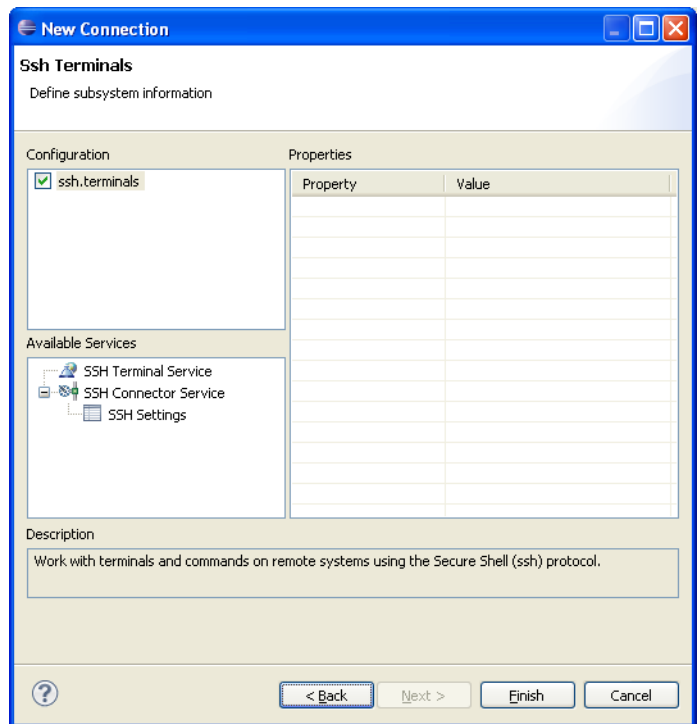 New Connection
Ssh Terminals
Define subsystem information
Configuration
Properties
ssh.terminals
Property Value
Available Services
SSH Terminal Service
SSH Connector Service
SSH Settings
Description
Work with terminals and commands on remote systems using the Secure Shell (ssh) protocol.
< Back Next > Finish Cancel